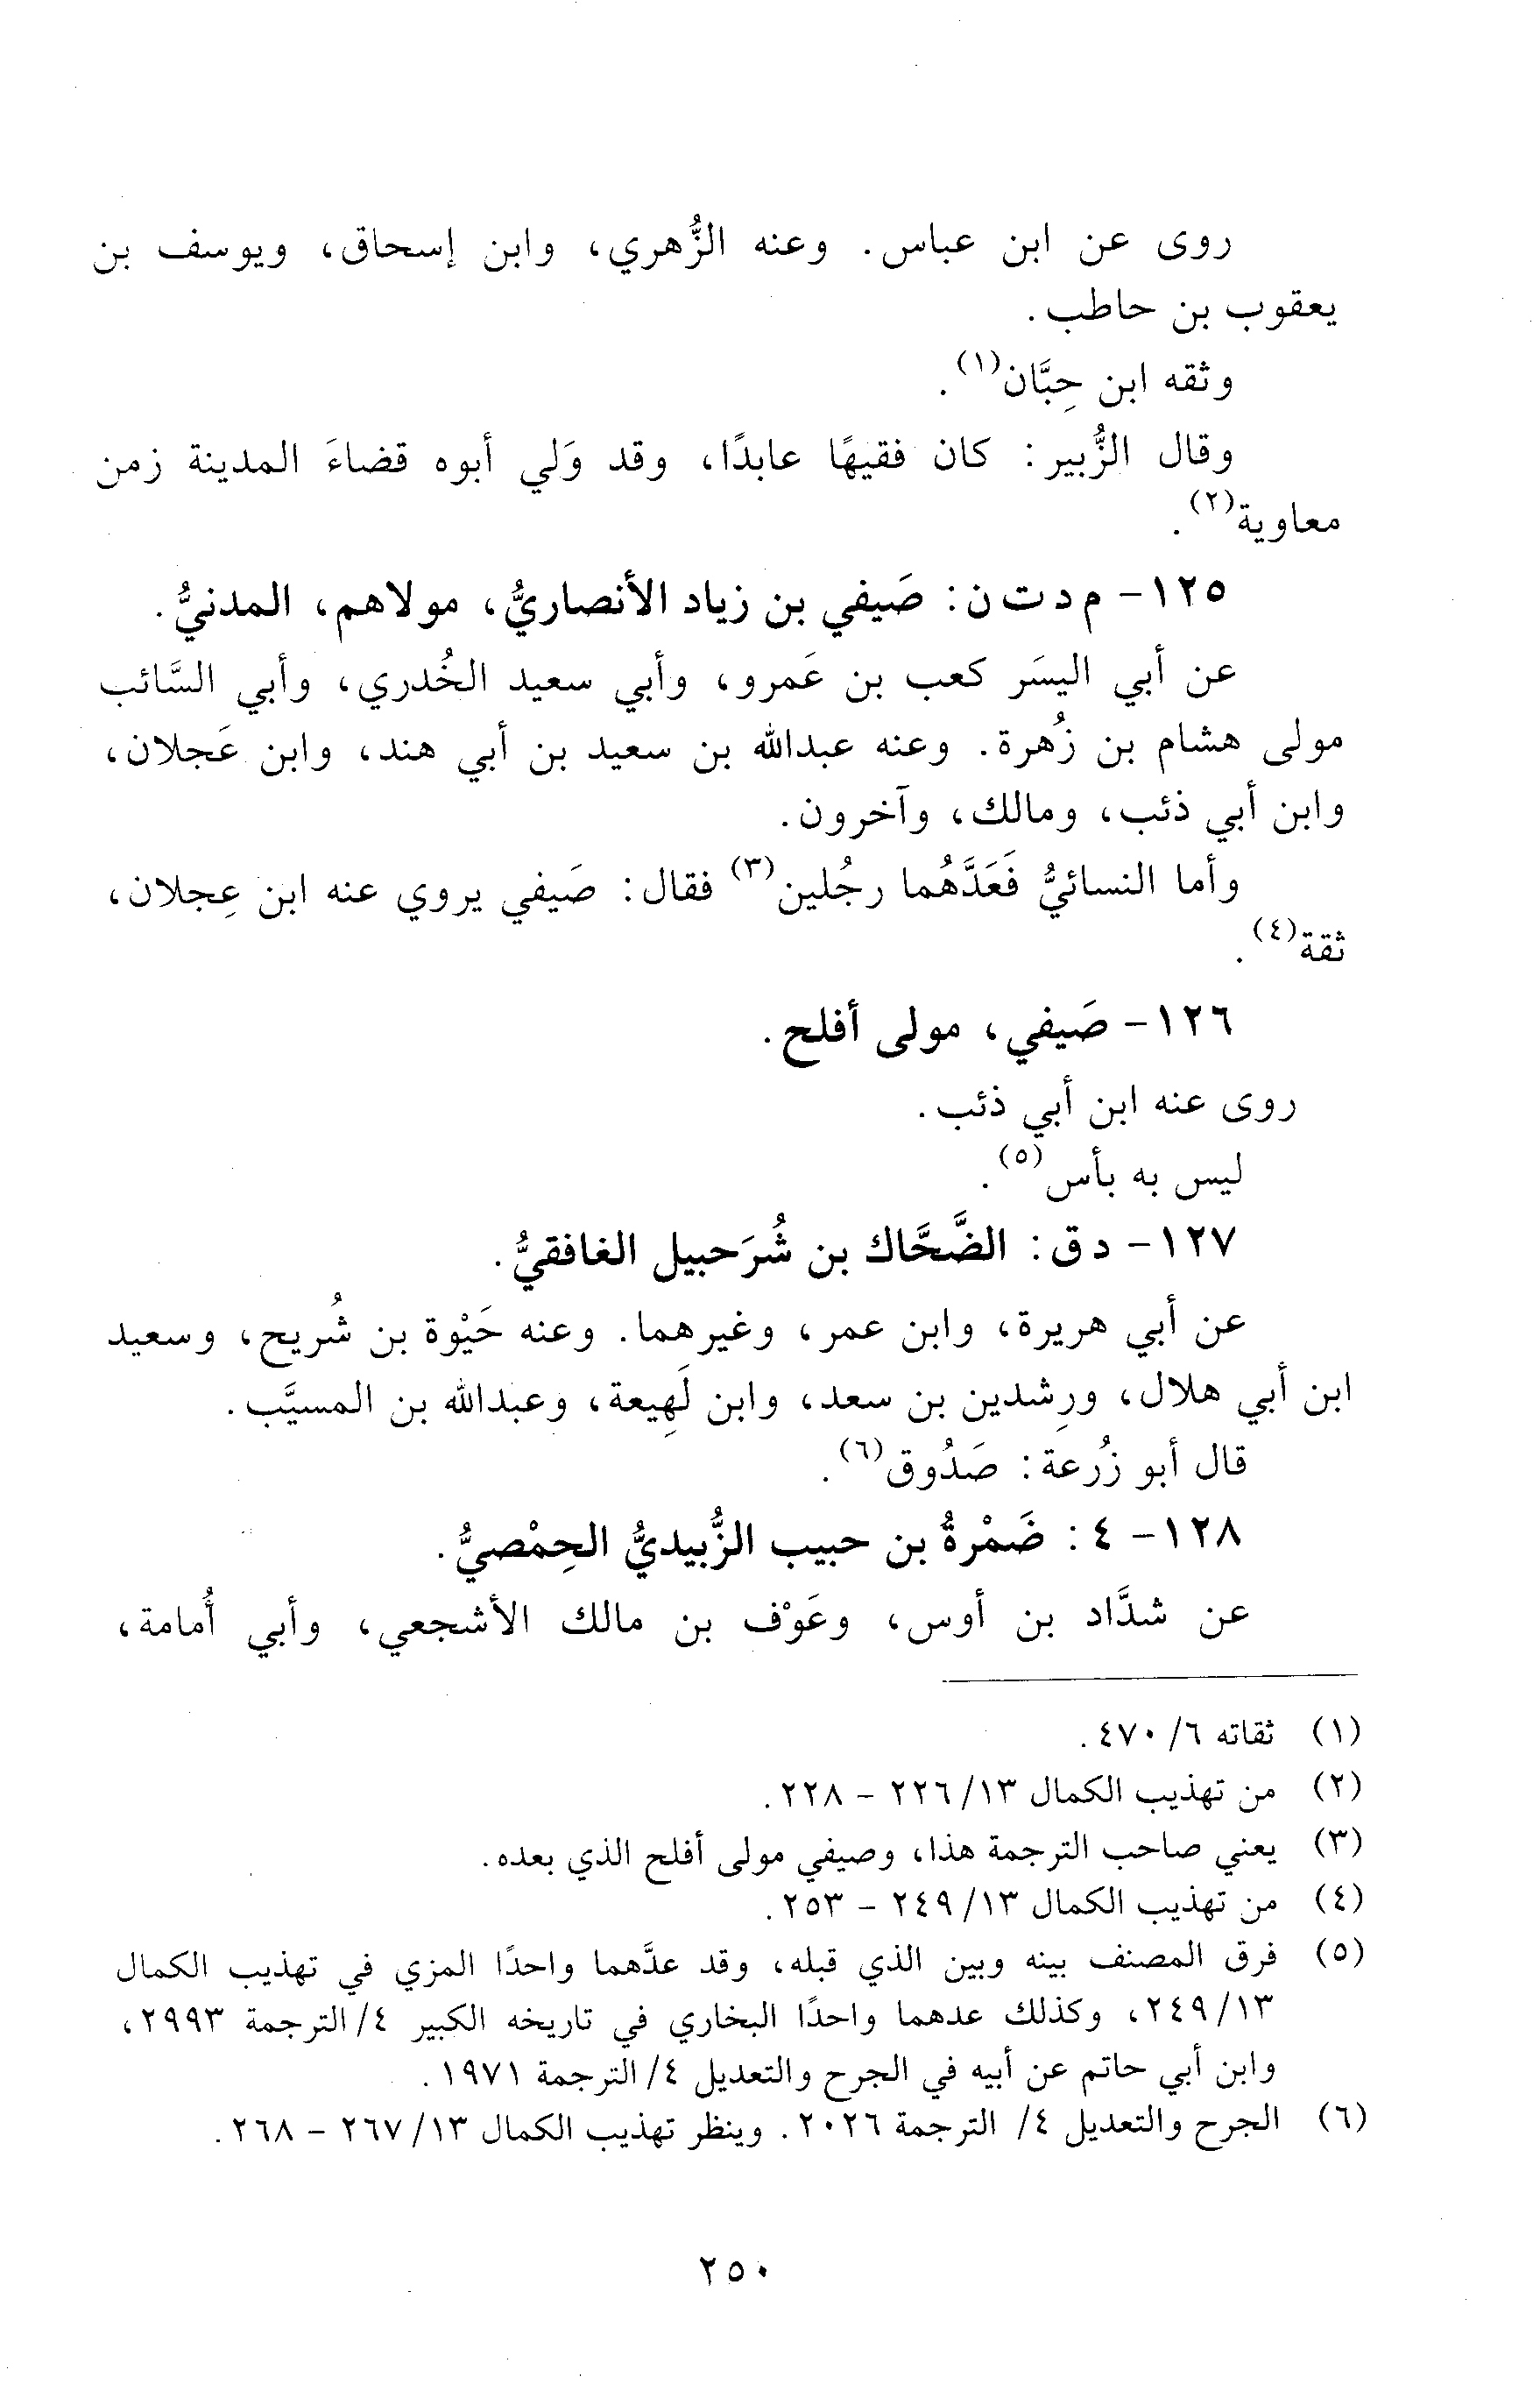 روى عن ابن عباس. وعنه الزُّهري، وابن إسحاق، ويوسف بن
يعقوب بن حاطب.
وثقه ابن حِبَّان(١).
وقال الزُّبير: كان فقيهًا عابدًا، وقد وَلي أبوه قضاءَ المدينة زمن
معاوية(٢).
١٢٥- م د ت ن: صَيفي بن زياد الأنصاريُّ، مولاهم، المدنيُّ.
عن أبي اليسَر كعب بن عَمرو، وأبي سعيد الخُدري، وأبي السَّائب
مولى هشام بن زُهرة. وعنه عبدالله بن سعيد بن أبي هند، وابن عَجلان،
وابن أبي ذئب، ومالك، وآخرون.
وأما النسائيُّ فَعَدَّهُما رجُلين(٣) فقال: صَيفي يروي عنه ابن عِجلان،
ثقة(٤).
١٢٦- صَيفي، مولى أفلح.
روى عنه ابن أبي ذئب.
ليس به بأس(٥).
١٢٧- د ق: الضَّحَّاك بن شُرَحبيل الغافقيُّ.
عن أبي هريرة، وابن عمر، وغيرهما. وعنه حَيْوة بن شُريح، وسعيد
ابن أبي هلال، ورِشدين بن سعد، وابن لَهِيعة، وعبدالله بن المسيَّب.
قال أبو زُرعة: صَدُوق(٦).
١٢٨- ٤: ضَمْرةُ بن حبيب الزُّبيديُّ الحِمْصيُّ.
عن شدَّاد بن أوس، وعَوْف بن مالك الأشجعي، وأبي أُمامة،
(١) ثقاته ٦/ ٤٧٠.
(٢) من تهذيب الكمال ١٣/ ٢٢٦ - ٢٢٨.
(٣) يعني صاحب الترجمة هذا، وصيفي مولى أفلح الذي بعده.
(٤) من تهذيب الكمال ١٣/ ٢٤٩ - ٢٥٣.
(٥) فرق المصنف بينه وبين الذي قبله، وقد عدَّهما واحدًا المزي في تهذيب الكمال
١٣/ ٢٤٩، وكذلك عدهما واحدًا البخاري في تاريخه الكبير ٤/ الترجمة ٢٩٩٣،
وابن أبي حاتم عن أبيه في الجرح والتعديل ٤/ الترجمة ١٩٧١.
(٦) الجرح والتعديل ٤/ الترجمة ٢٠٢٦. وينظر تهذيب الكمال ١٣/ ٢٦٧ - ٢٦٨.
٢٥٠